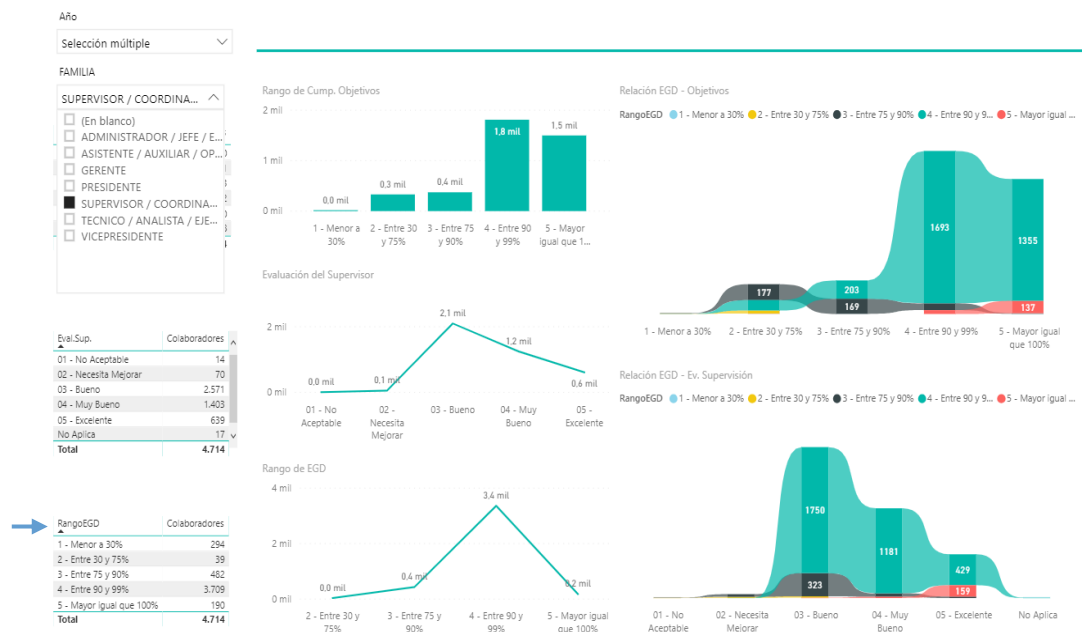 Año
Selección múltiple
FAMILIA
SUPERVISOR / COORDINA...
(En blanco)
ADMINISTRADOR / JEFE / E...
ASISTENTE / AUXILIAR / OP...
GERENTE
PRESIDENTE
SUPERVISOR / COORDINA...
TECNICO / ANALISTA / EJE...
VICEPRESIDENTE
Eval.Sup. Colaboradores
01 - No Aceptable 14
02 - Necesita Mejorar 70
03 - Bueno 2.571
04 - Muy Bueno 1.403
05 - Excelente 639
No Aplica 17
Total 4.714
RangoEGD Colaboradores
1 - Menor a 30% 294
2 - Entre 30 y 75% 39
3 - Entre 75 y 90% 482
4 - Entre 90 y 99% 3.709
5 - Mayor igual que 100% 190
Total 4.714
Rango de Cump. Objetivos
2 mil
1 mil
0 mil
0,0 mil
0,3 mil
0,4 mil
1,8 mil
1,5 mil
1 - Menor a 2 - Entre 30 3 - Entre 75 4 - Entre 90 5 - Mayor
30% y 75% y 90% y 99% igual que 1...
Evaluación del Supervisor
2 mil
0 mil
0,0 mil
0,1 mil
2,1 mil
1,2 mil
0,6 mil
01 - No 02 - 03 - Bueno 04 - Muy 05 -
Aceptable Necesita Bueno Excelente
Mejorar
Rango de EGD
4 mil
2 mil
0 mil
0,0 mil
0,4 mil
3,4 mil
0,2 mil
2 - Entre 30 y 3 - Entre 75 y 4 - Entre 90 y 5 - Mayor igual
75% 90% 99% que 100%
Relación EGD - Objetivos
RangoEGD 1 - Menor a 30% 2 - Entre 30 y 75% 3 - Entre 75 y 90% 4 - Entre 90 y 9... 5 - Mayor igual ...
177
203
169
1693
1355
137
1 - Menor a 30% 2 - Entre 30 y 75% 3 - Entre 75 y 90% 4 - Entre 90 y 99% 5 - Mayor igual
que 100%
Relación EGD - Ev. Supervisión
RangoEGD 1 - Menor a 30% 2 - Entre 30 y 75% 3 - Entre 75 y 90% 4 - Entre 90 y 9... 5 - Mayor igual ...
1750
323
1181
429
159
01 - No 02 - Necesita 03 - Bueno 04 - Muy 05 - Excelente No Aplica
Aceptable Mejorar Bueno